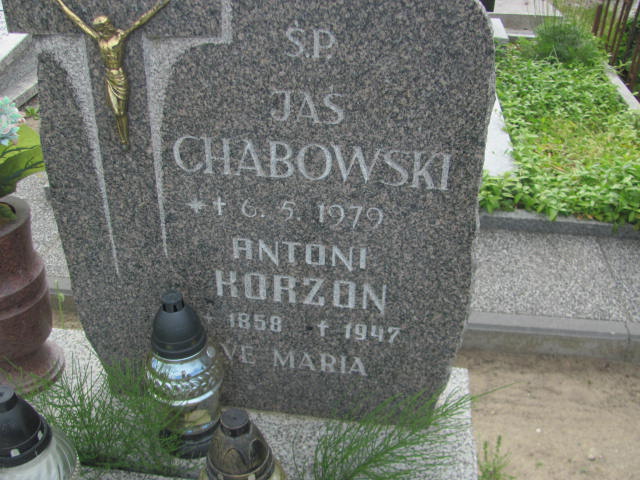 Ś.P.
JAŚ
CHABOWSKI
* † 6. 5. 1979
ANTONI
KORZON
1858 † 1947
VE MARIA